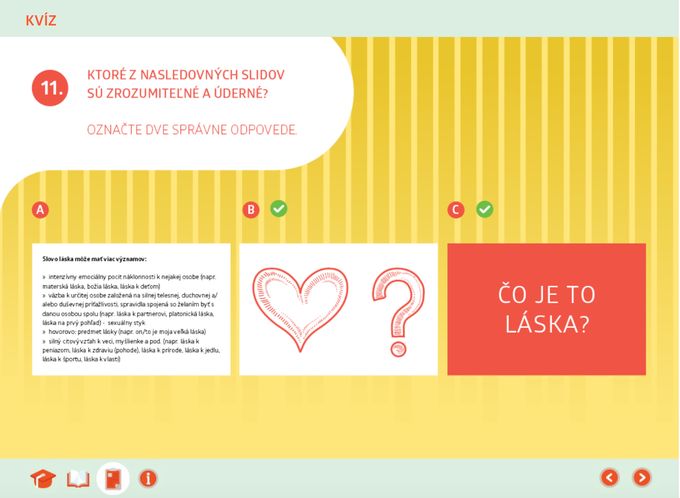 KVÍZ
11.
KTORÉ Z NASLEDOVNÝCH SLIDOV
SÚ ZROZUMITEĽNÉ A ÚDERNÉ?
OZNAČTE DVE SPRÁVNE ODPOVEDE.
A
B
C
Slovo láska môže mať viac významov:
» intenzívny emociálny pocit náklonnosti k nejakej osobe (napr.
materská láska, božia láska, láska k deťom)
» väzba k určitej osobe založená na silnej telesnej, duchovnej a/
alebo duševnej príťažlivosti, spravidla spojená so želaním byť s
danou osobou spolu (napr. láska k partnerovi, platonická láska,
láska na prvý pohľad) - sexuálny styk
» hovorovo: predmet lásky (napr. on/to je moja veľká láska)
» silný citový vzťah k veci, myšlienke a pod. (napr. láska k
peniazom, láska k zdraviu (pohode), láska k prírode, láska k jedlu,
láska k športu, láska k vlasti)
?
ČO JE TO
LÁSKA?
i